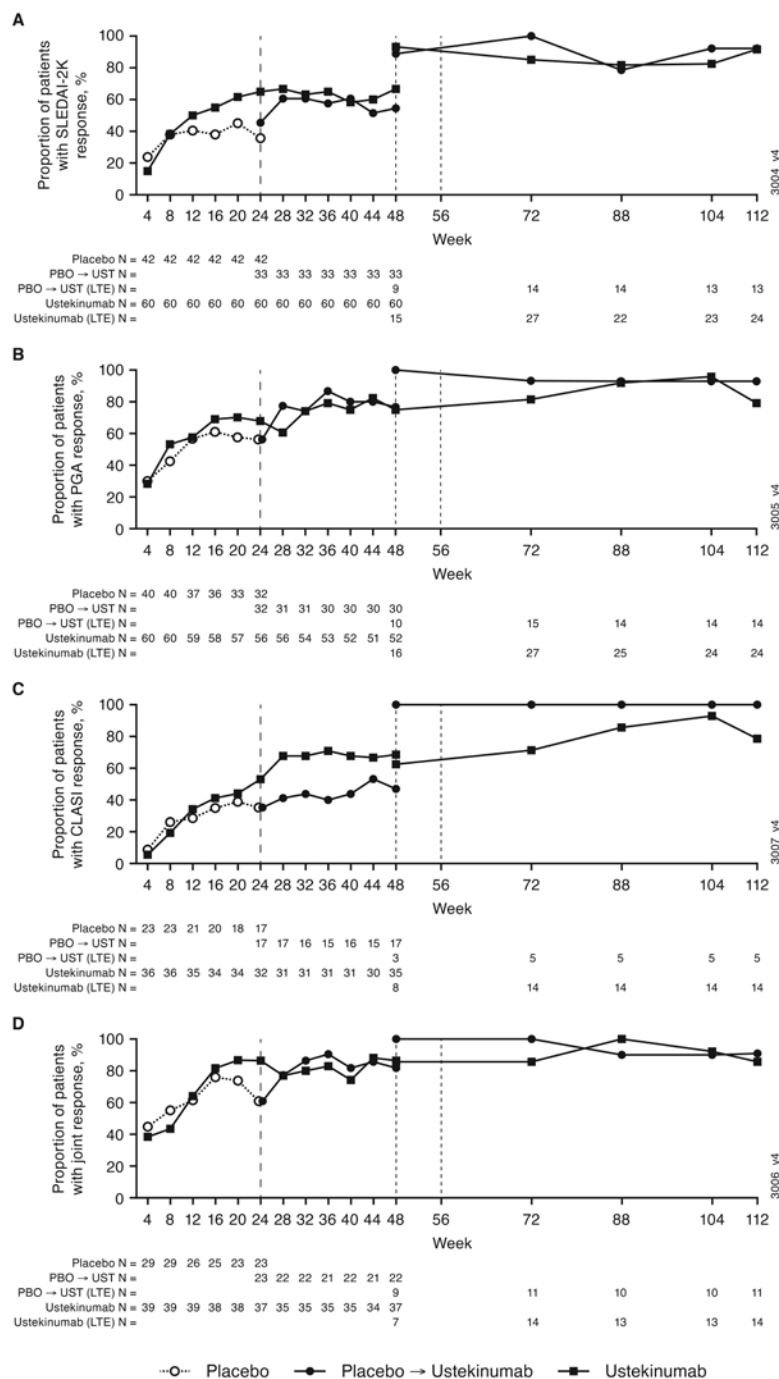 A
Proportion of patients
with SLEDAI-2K
response, %
100
80
60
40
20
0
4 8 12 16 20 24 28 32 36 40 44 48 56 72 88 104 112
Week
3004_v4
Placebo N = 42 42 42 42 42 42
PBO → UST N = 33 33 33 33 33 33 33
PBO → UST (LTE) N = 9 14 14 13 13
Ustekinumab N = 60 60 60 60 60 60 60 60 60 60 60 60
Ustekinumab (LTE) N = 15 27 22 23 24
B
Proportion of patients
with PGA response, %
100
80
60
40
20
0
4 8 12 16 20 24 28 32 36 40 44 48 56 72 88 104 112
Week
3005_v4
Placebo N = 40 40 37 36 33 32
PBO → UST N = 32 31 31 30 30 30 30
PBO → UST (LTE) N = 10 15 14 14 14
Ustekinumab N = 60 60 59 58 57 56 56 54 53 52 51 52
Ustekinumab (LTE) N = 16 27 25 24 24
C
Proportion of patients
with CLASI response, %
100
80
60
40
20
0
4 8 12 16 20 24 28 32 36 40 44 48 56 72 88 104 112
Week
3007_v4
Placebo N = 23 23 21 20 18 17
PBO → UST N = 17 17 16 15 16 15 17
PBO → UST (LTE) N = 3 5 5 5 5
Ustekinumab N = 36 36 35 34 34 32 31 31 31 31 30 35
Ustekinumab (LTE) N = 8 14 14 14 14
D
Proportion of patients
with joint response, %
100
80
60
40
20
0
4 8 12 16 20 24 28 32 36 40 44 48 56 72 88 104 112
Week
3006_v4
Placebo N = 29 29 26 25 23 23
PBO → UST N = 23 22 22 21 22 21 22
PBO → UST (LTE) N = 9 11 10 10 11
Ustekinumab N = 39 39 39 38 38 37 35 35 35 35 34 37
Ustekinumab (LTE) N = 7 14 13 13 14
Placebo Placebo → Ustekinumab Ustekinumab